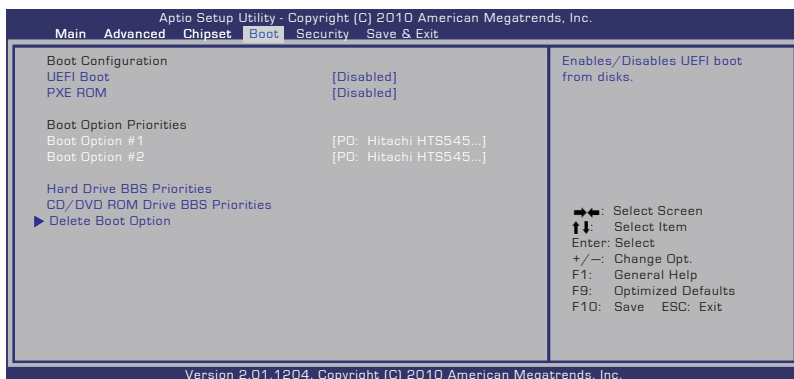 Aptio Setup Utility - Copyright (C) 2010 American Megatrends, Inc.
Main Advanced Chipset Boot Security Save & Exit
Boot Configuration
UEFI Boot [Disabled]
PXE ROM [Disabled]
Boot Option Priorities
Boot Option #1 [P0: Hitachi HTS545...]
Boot Option #2 [P0: Hitachi HTS545...]
Hard Drive BBS Priorities
CD/DVD ROM Drive BBS Priorities
Delete Boot Option
Enables/Disables UEFI boot
from disks.
→←: Select Screen
↑↓: Select Item
Enter: Select
+/—: Change Opt.
F1: General Help
F9: Optimized Defaults
F10: Save ESC: Exit
Version 2.01.1204. Copyright (C) 2010 American Megatrends, Inc.